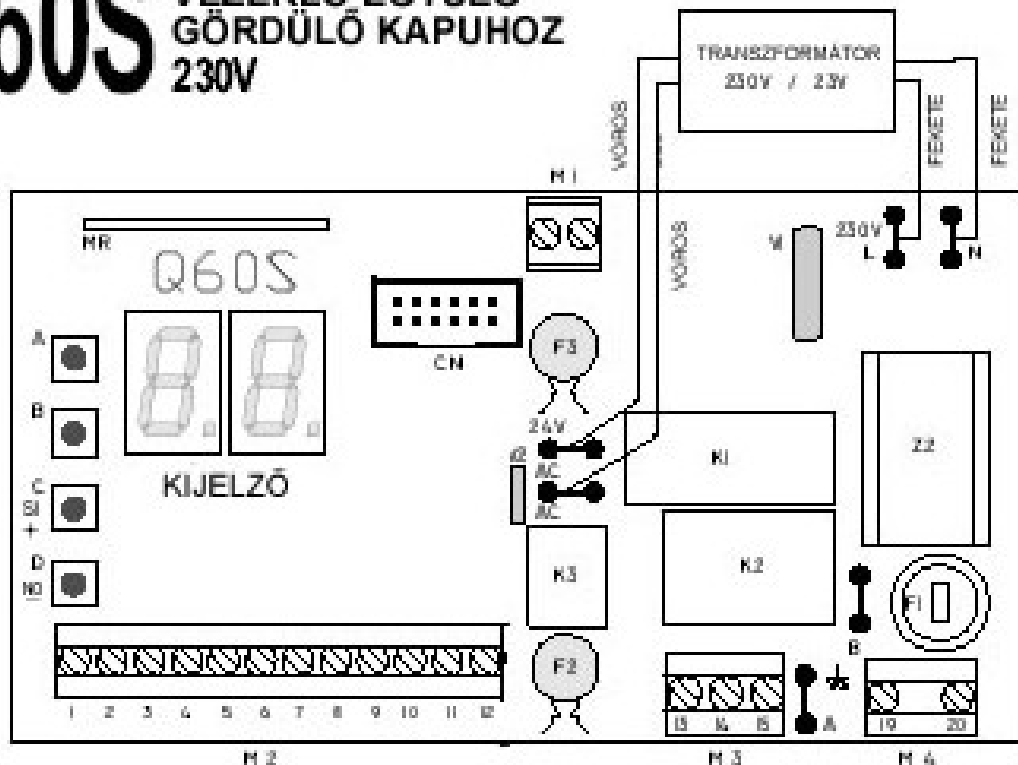 60S
GÖRDÜLŐ KAPUHOZ
230V
TRANSZFORMÁTOR
230V / 23V
VÖRÖS
FEKETE
FEKETE
M1
MR
Q60S
VÖRÖS
230V
L
N
A
B
C
SI
+
D
NO
CN
F3
24V
AC
AC
KIJELZŐ
K1
K2
K3
Z2
F1
B
F2
A
1 2 3 4 5 6 7 8 9 10 11 12
13 14 15
19 20
M2
M3
M4